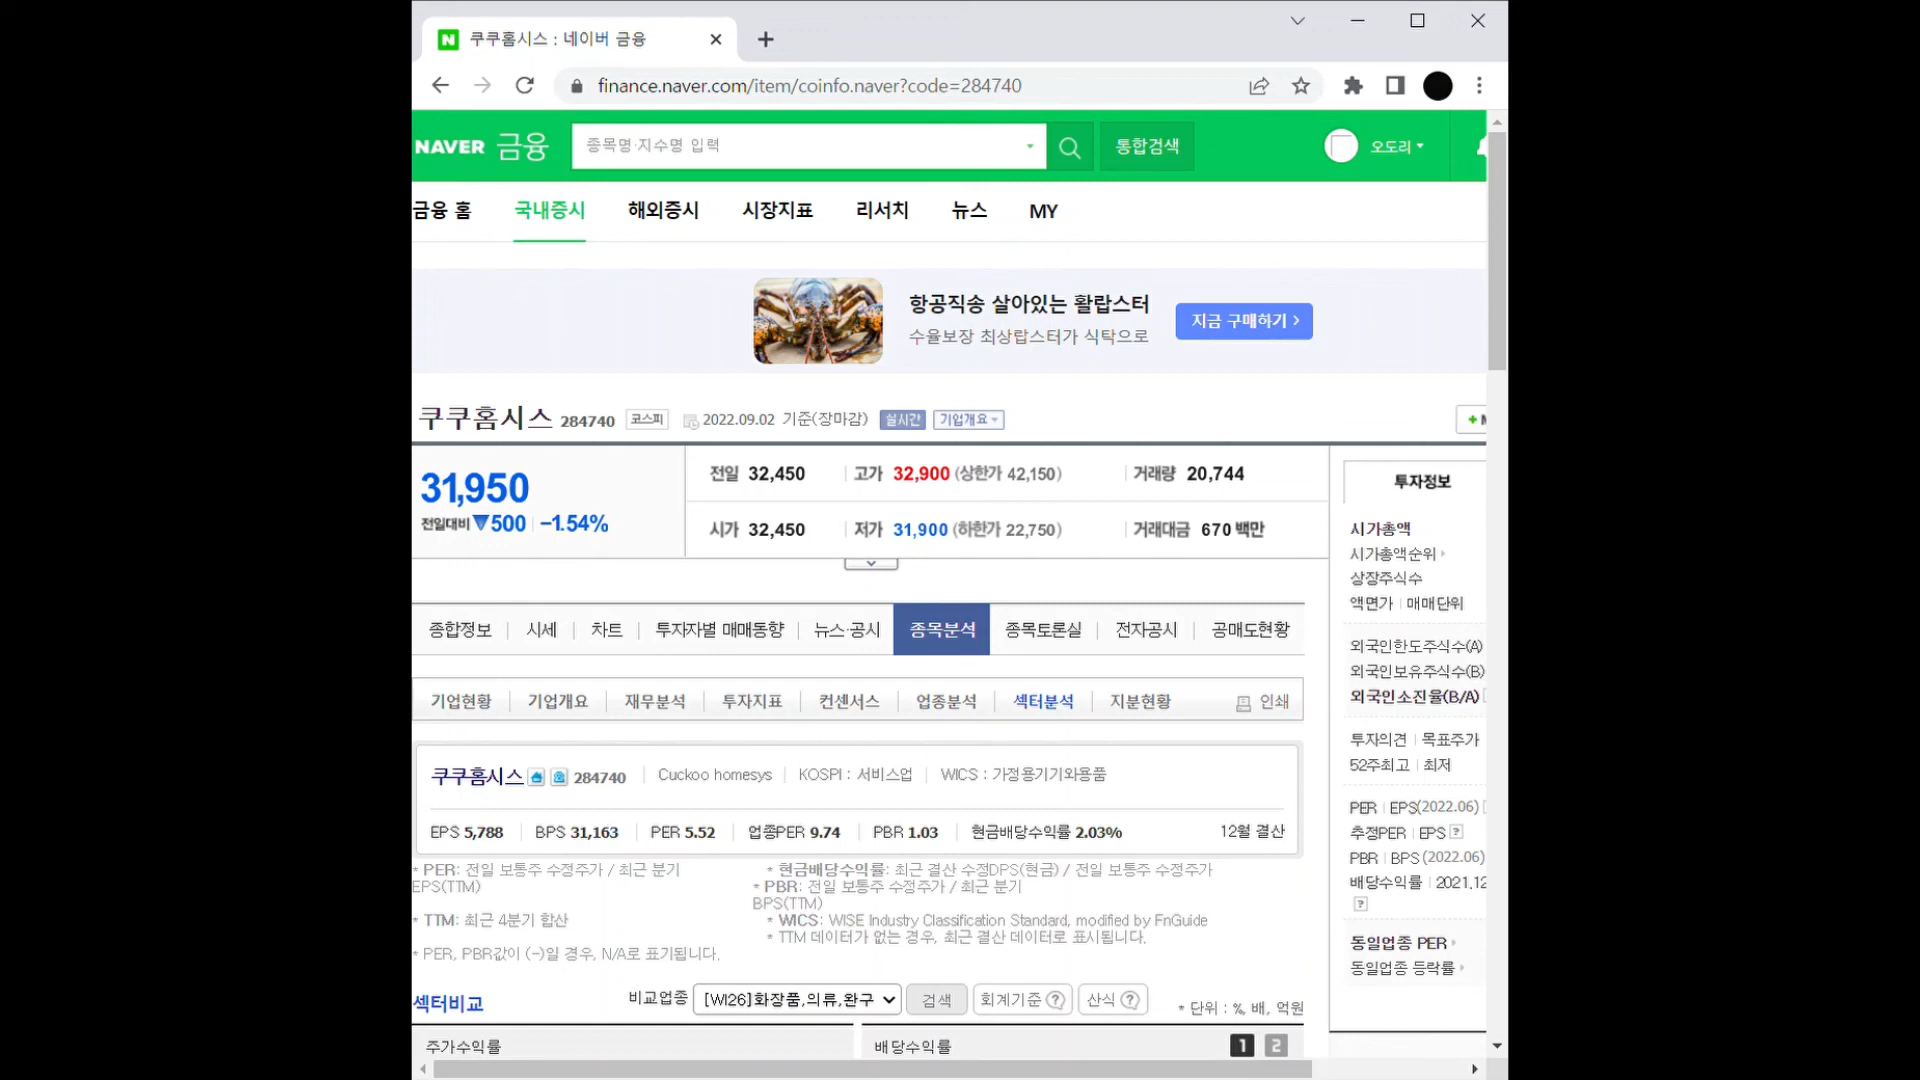 쿠쿠홈시스 : 네이버 금융
finance.naver.com/item/coinfo.naver?code=284740
NAVER 금융
종목명·지수명 입력
통합검색
오도리
금융 홈
국내증시
해외증시
시장지표
리서치
뉴스
MY
항공직송 살아있는 활랍스터
수율보장 최상랍스터가 식탁으로
지금 구매하기 >
쿠쿠홈시스 284740 코스피 2022.09.02 기준(장마감) 실시간 기업개요
31,950
전일대비 ▼500 -1.54%
전일 32,450 고가 32,900 (상한가 42,150) 거래량 20,744
시가 32,450 저가 31,900 (하한가 22,750) 거래대금 670 백만
투자정보
시가총액
시가총액순위
상장주식수
액면가 | 매매단위
외국인한도주식수(A)
외국인보유주식수(B)
외국인소진율(B/A)
투자의견 | 목표주가
52주최고 | 최저
PER | EPS(2022.06)
추정PER | EPS ?
PBR | BPS (2022.06)
배당수익률 | 2021.12
?
동일업종 PER
동일업종 등락률
종합정보 | 시세 | 차트 | 투자자별 매매동향 | 뉴스·공시 종목분석 종목토론실 | 전자공시 | 공매도현황
기업현황 | 기업개요 | 재무분석 | 투자지표 | 컨센서스 | 업종분석 | 섹터분석 | 지분현황 인쇄
쿠쿠홈시스 284740 | Cuckoo homesys | KOSPI : 서비스업 | WICS : 가정용기기와용품
EPS 5,788 | BPS 31,163 | PER 5.52 | 업종PER 9.74 | PBR 1.03 | 현금배당수익률 2.03% 12월 결산
* PER: 전일 보통주 수정주가 / 최근 분기
EPS(TTM)
* TTM: 최근 4분기 합산
* PER, PBR값이 (-)일 경우, N/A로 표기됩니다.
* 현금배당수익률: 최근 결산 수정DPS(현금) / 전일 보통주 수정주가
* PBR: 전일 보통주 수정주가 / 최근 분기
BPS(TTM)
* WICS: WISE Industry Classification Standard, modified by FnGuide
* TTM 데이터가 없는 경우, 최근 결산 데이터로 표시됩니다.
섹터비교 비교업종 [WI26]화장품,의류,완구 검색 회계기준 ? 산식 ? * 단위 : %, 배, 억원
주가수익률
배당수익률 1 2